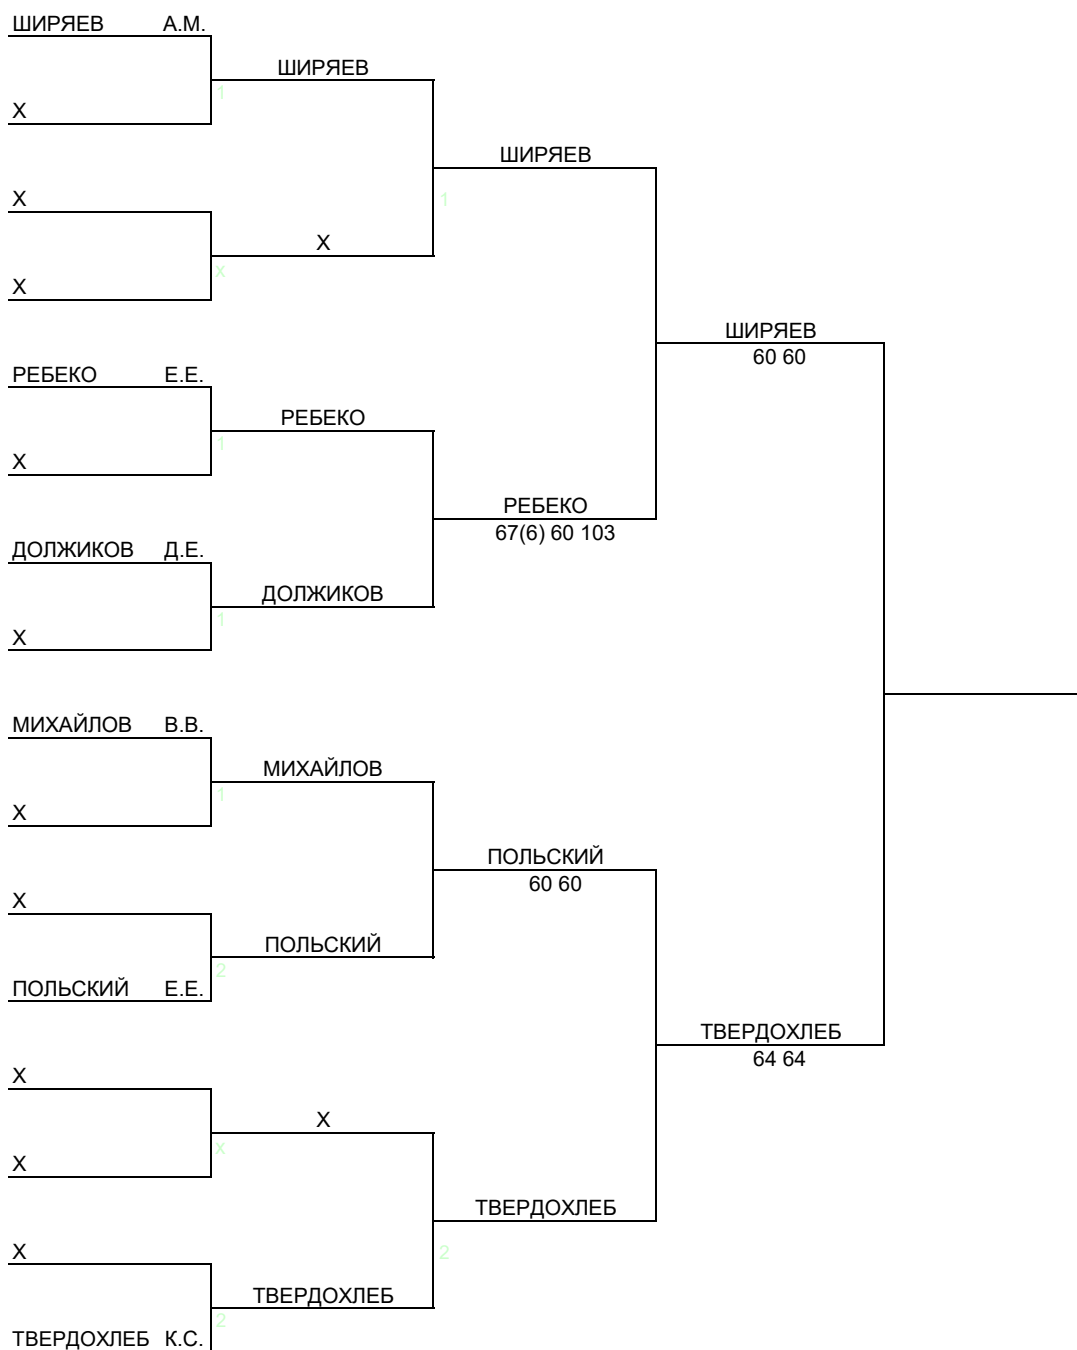 ШИРЯЕВ А.М.
ШИРЯЕВ
1
Х
ШИРЯЕВ
Х
1
Х
х
Х
ШИРЯЕВ
60 60
РЕБЕКО Е.Е.
РЕБЕКО
1
Х
РЕБЕКО
67(6) 60 103
ДОЛЖИКОВ Д.Е.
ДОЛЖИКОВ
1
Х
МИХАЙЛОВ В.В.
МИХАЙЛОВ
1
Х
ПОЛЬСКИЙ
60 60
Х
ПОЛЬСКИЙ
2
ПОЛЬСКИЙ Е.Е.
ТВЕРДОХЛЕБ
64 64
Х
Х
х
Х
ТВЕРДОХЛЕБ
Х
2
ТВЕРДОХЛЕБ
2
ТВЕРДОХЛЕБ К.С.